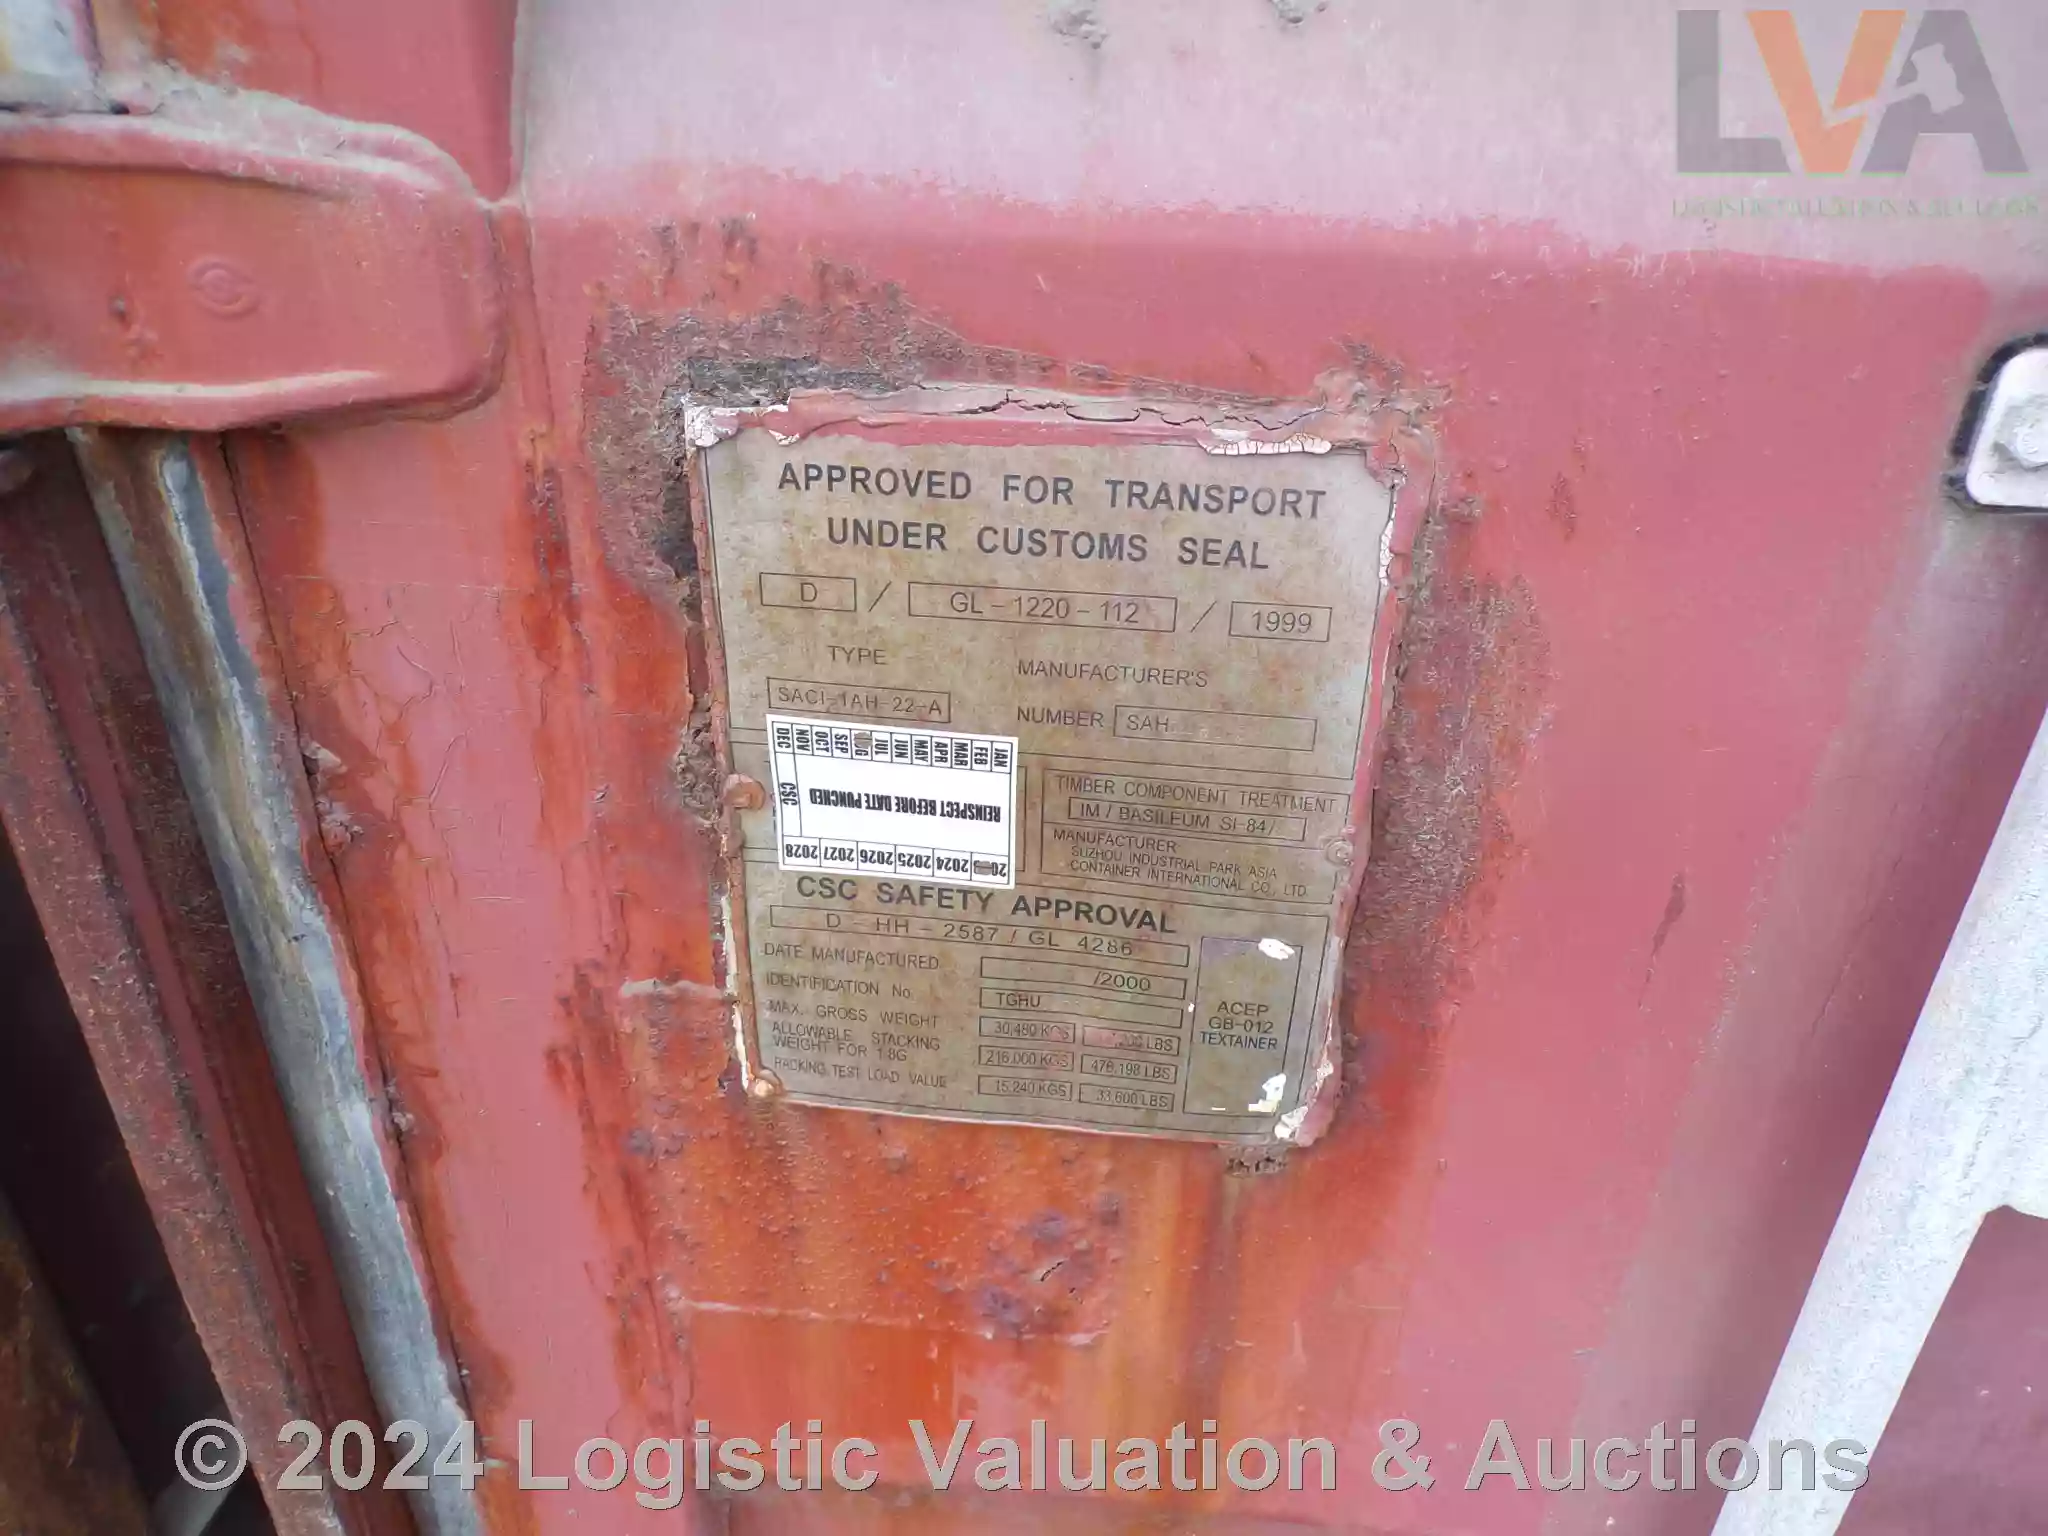 LVA
LOGISTIC VALUATION & AUCTIONS
APPROVED FOR TRANSPORT
UNDER CUSTOMS SEAL
D / GL-1220-112 / 1999
TYPE
SACI-1AH-22-A
MANUFACTURER'S
NUMBER SAH
DEC NOV OCT SEP JUL JUN MAY APR MAR FEB JAN
CSC REINSPECT BEFORE DATE PUNCHED
2028 2027 2026 2025 2024
TIMBER COMPONENT TREATMENT
IM / BASILEUM SI-84/
MANUFACTURER
SUZHOU INDUSTRIAL PARK ASIA
CONTAINER INTERNATIONAL CO., LTD
CSC SAFETY APPROVAL
D-HH-2587 / GL 4286
DATE MANUFACTURED /2000
IDENTIFICATION No. TGHU
MAX. GROSS WEIGHT 30,480 KGS LBS
ALLOWABLE STACKING
WEIGHT FOR 1.8G 216,000 KGS 476,198 LBS
RACKING TEST LOAD VALUE 15,240 KGS 33,600 LBS
ACEP
GB-012
TEXTAINER
© 2024 Logistic Valuation & Auctions